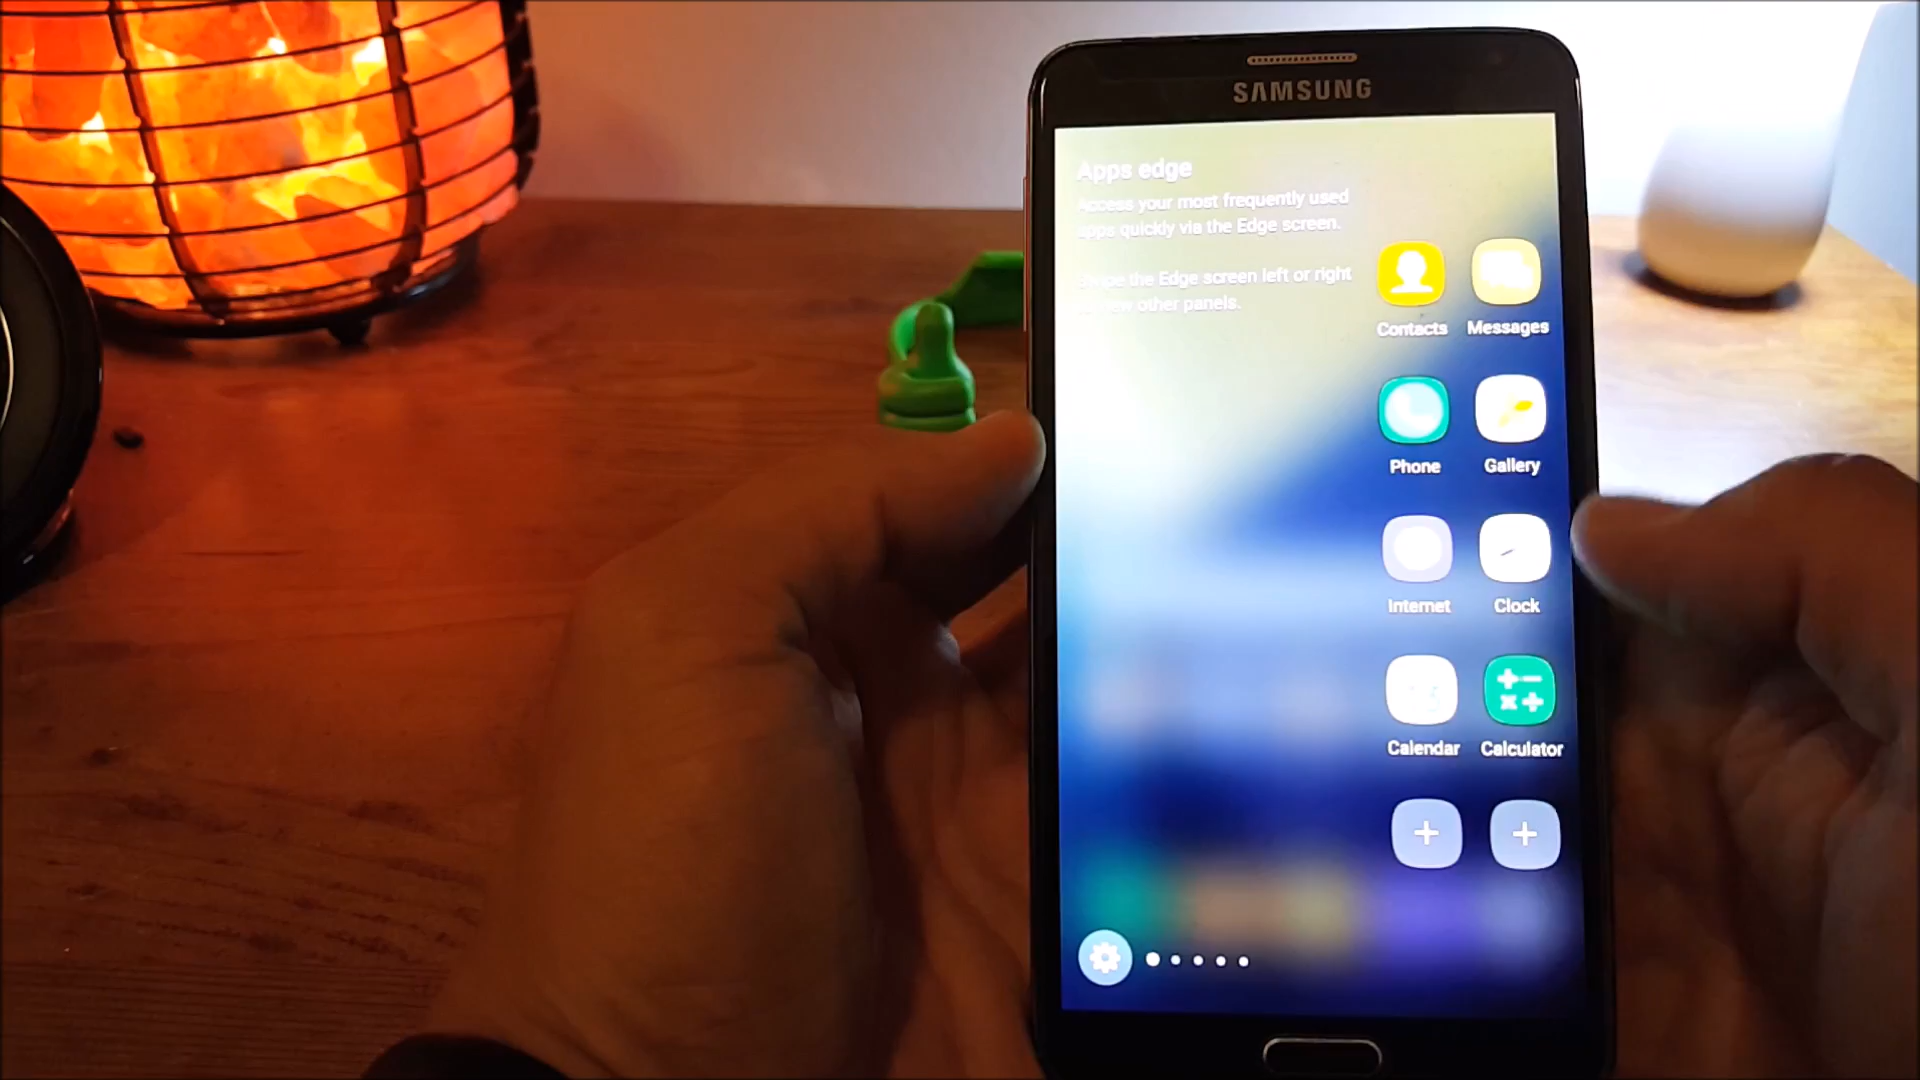 SAMSUNG
Apps edge
Access your most frequently used
apps quickly via the Edge screen.
Swipe the Edge screen left or right
view other panels.
Contacts Messages
Phone Gallery
Internet Clock
Calendar Calculator